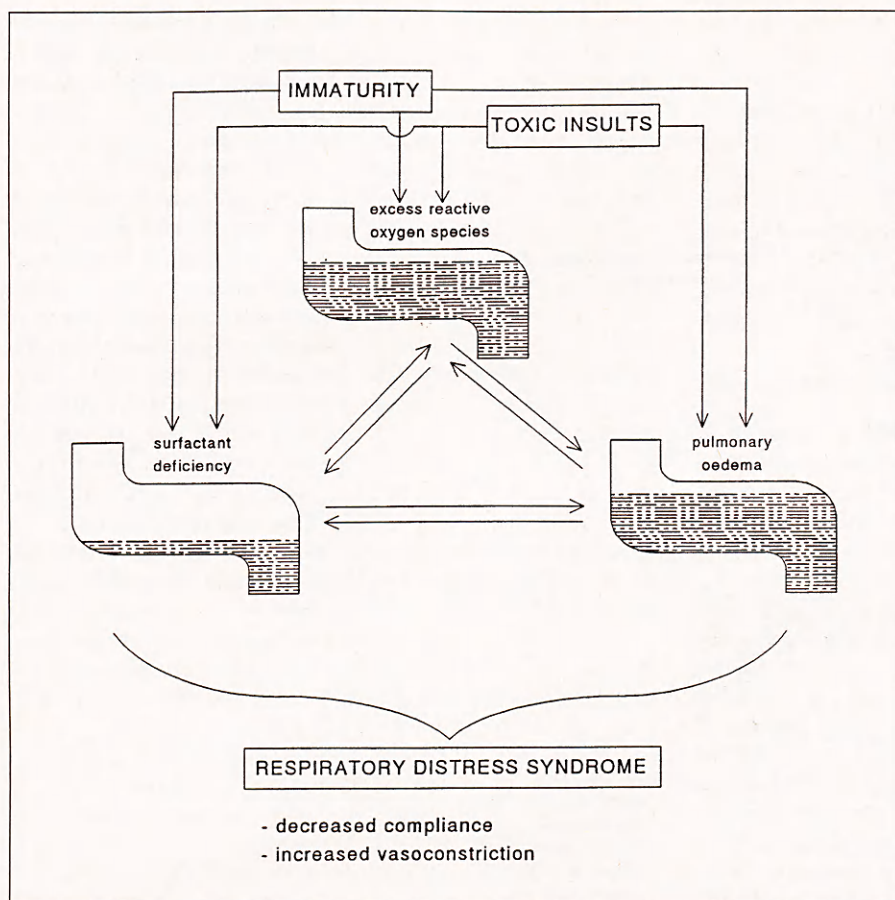 IMMATURITY
TOXIC INSULTS
excess reactive
oxygen species
surfactant
deficiency
pulmonary
oedema
RESPIRATORY DISTRESS SYNDROME
- decreased compliance
- increased vasoconstriction